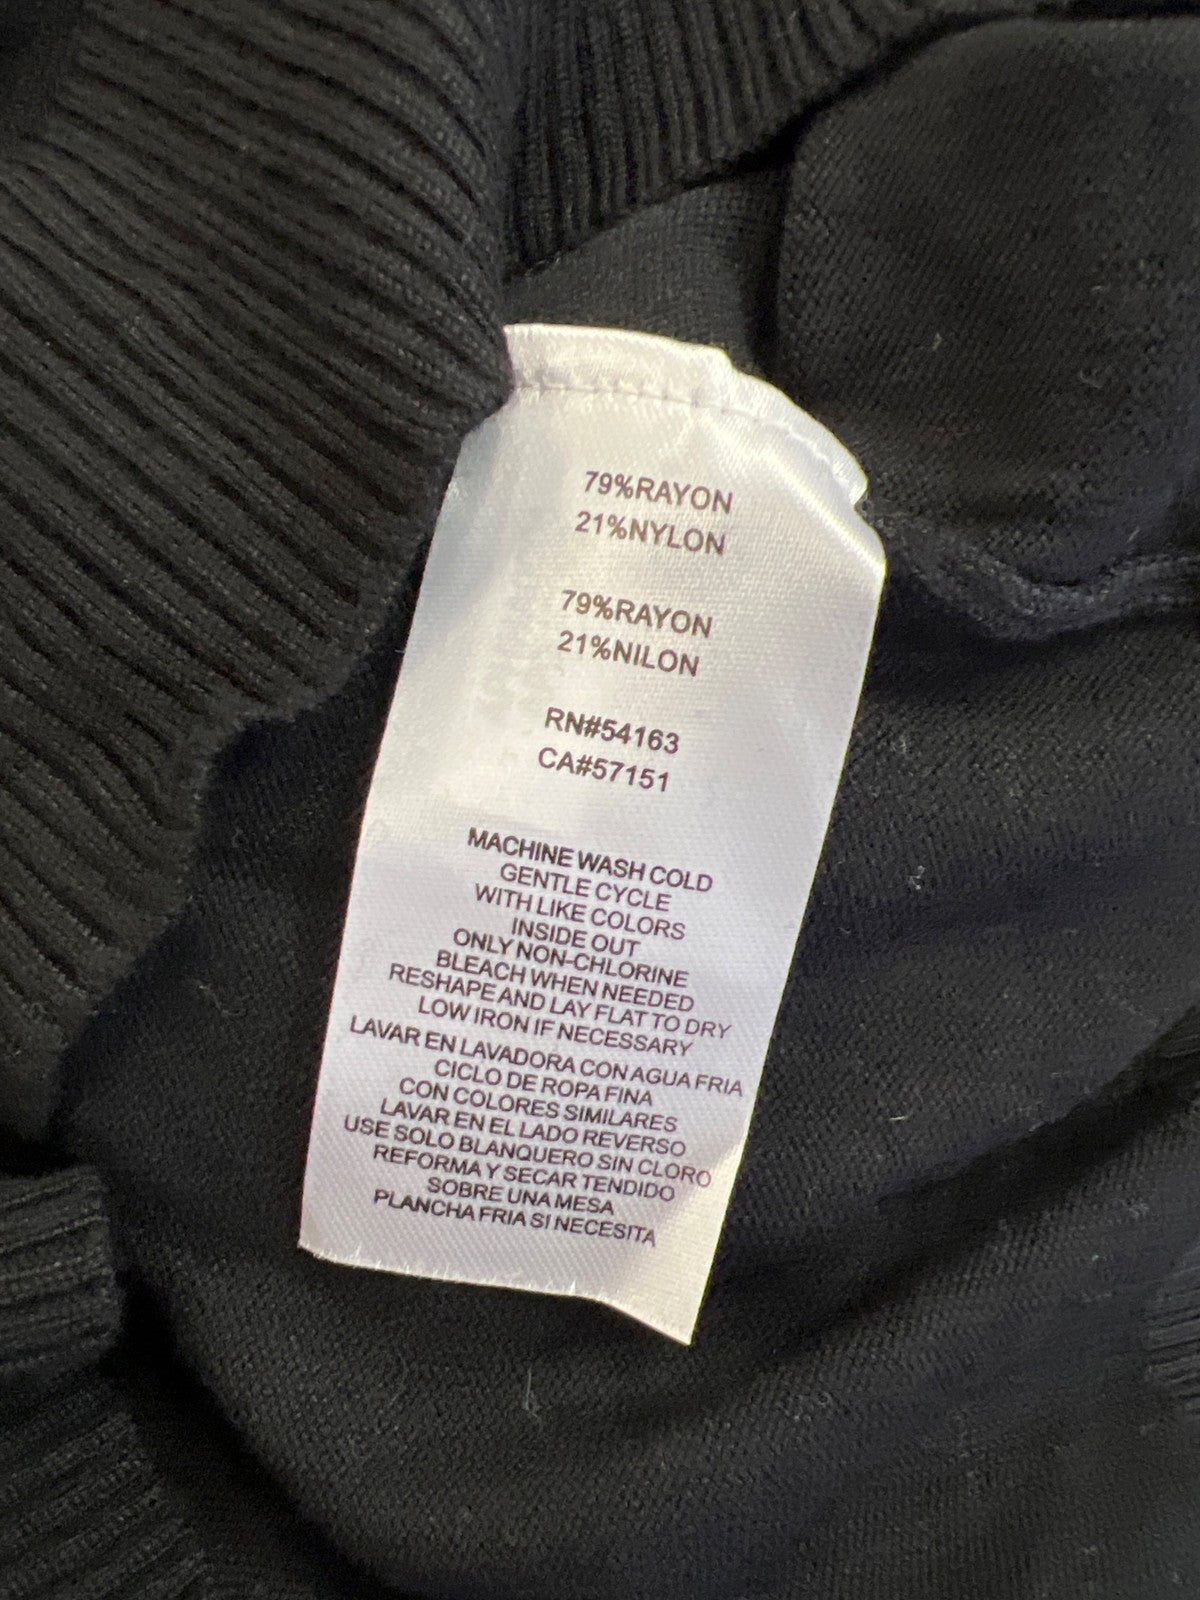 79%RAYON
21%NYLON
79%RAYON
21%NILON
RN#54163
CA#57151
MACHINE WASH COLD
GENTLE CYCLE
WITH LIKE COLORS
INSIDE OUT
ONLY NON-CHLORINE
BLEACH WHEN NEEDED
RESHAPE AND LAY FLAT TO DRY
LOW IRON IF NECESSARY
LAVAR EN LAVADORA CON AGUA FRIA
CICLO DE ROPA FINA
CON COLORES SIMILARES
LAVAR EN EL LADO REVERSO
USE SOLO BLANQUERO SIN CLORO
REFORMA Y SECAR TENDIDO
SOBRE UNA MESA
PLANCHA FRIA SI NECESITA